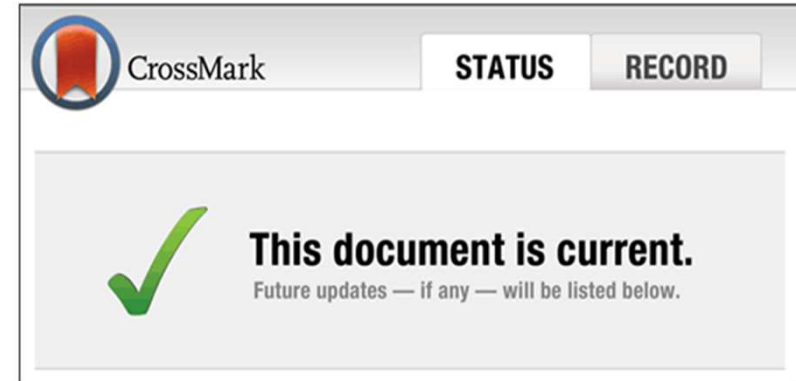 CrossMark
STATUS
RECORD
This document is current.
Future updates — if any — will be listed below.